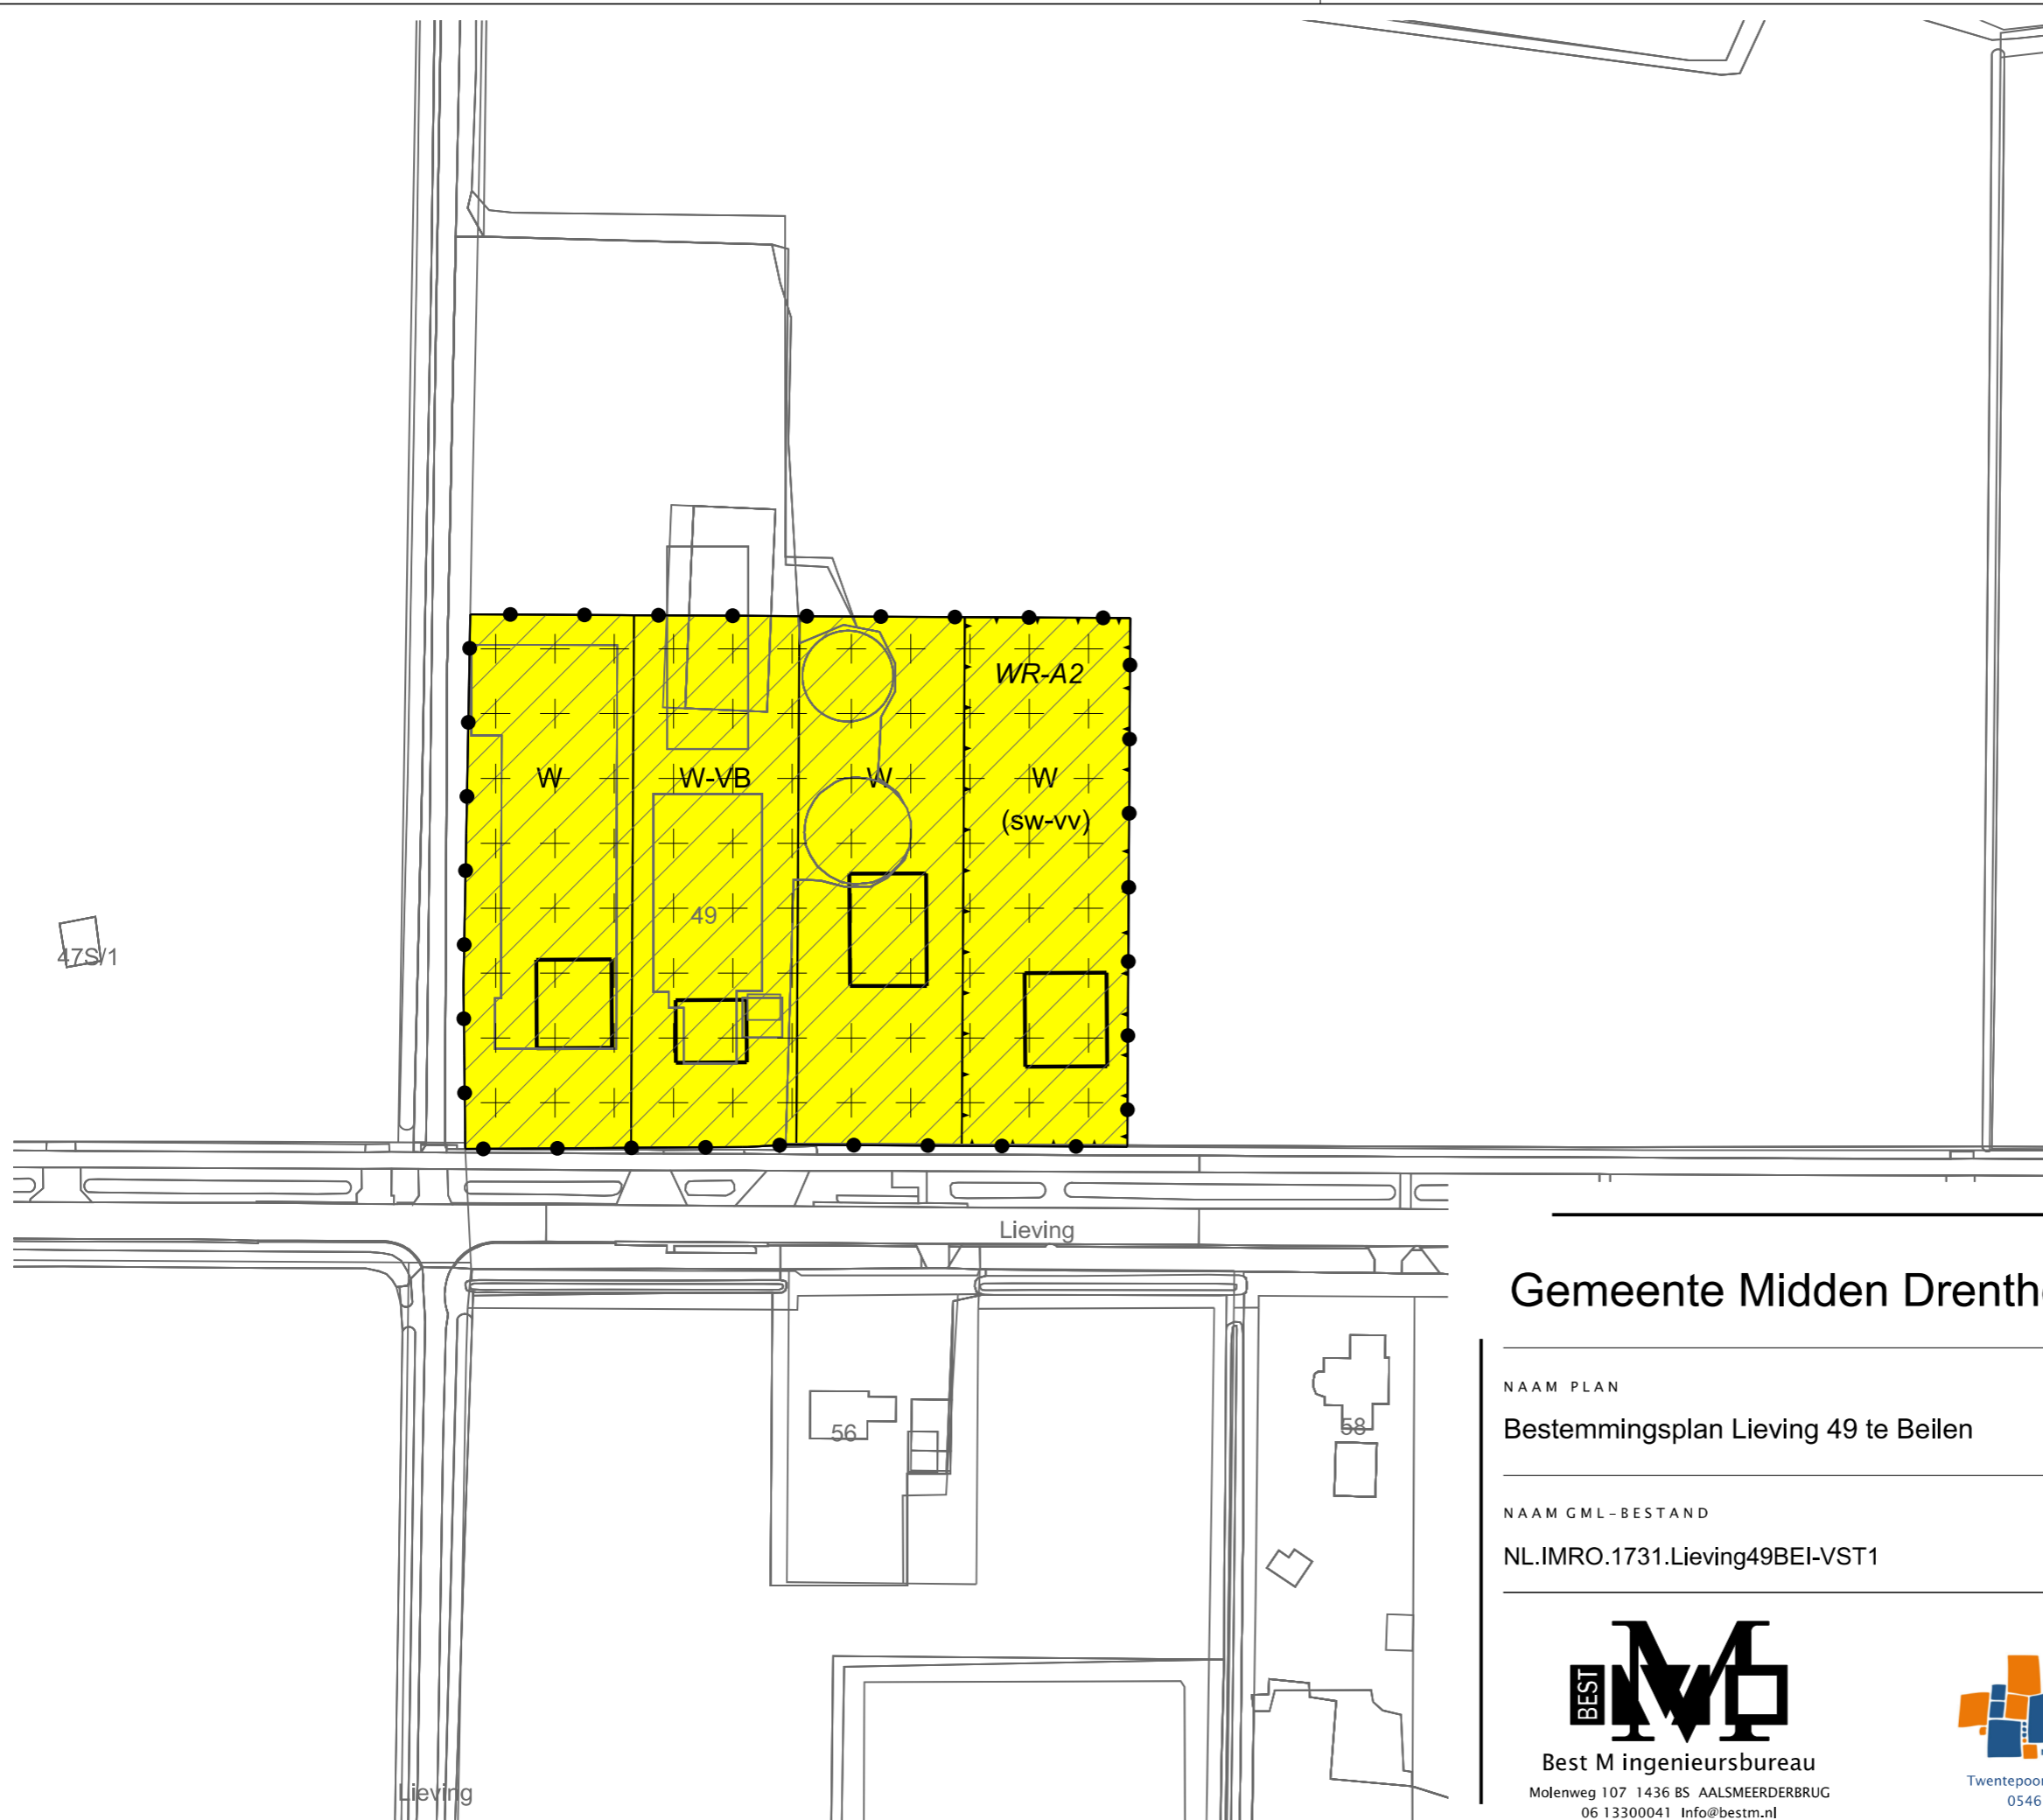 WR-A2
W
W-VB
W
W
(sw-vv)
49
47S/1
Lieving
56
58
Lieving
Gemeente Midden Drenth
NAAM PLAN
Bestemmingsplan Lieving 49 te Beilen
NAAM GML-BESTAND
NL.IMRO.1731.Lieving49BEI-VST1
BEST
M
Best M ingenieursbureau
Molenweg 107 1436 BS AALSMEERDERBRUG
06 13300041 Info@bestm.nl
Twentepoor
0546